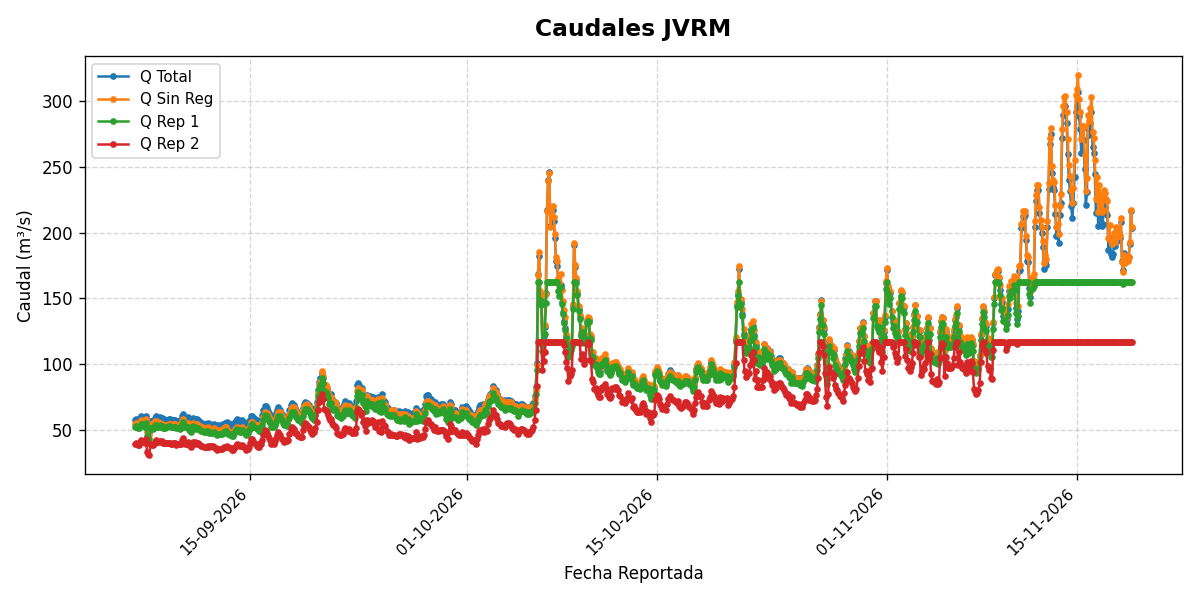 Caudales JVRM
Q Total
Q Sin Reg
Q Rep 1
Q Rep 2
Caudal (m³/s)
300
250
200
150
100
50
15-09-2026
01-10-2026
15-10-2026
01-11-2026
15-11-2026
Fecha Reportada